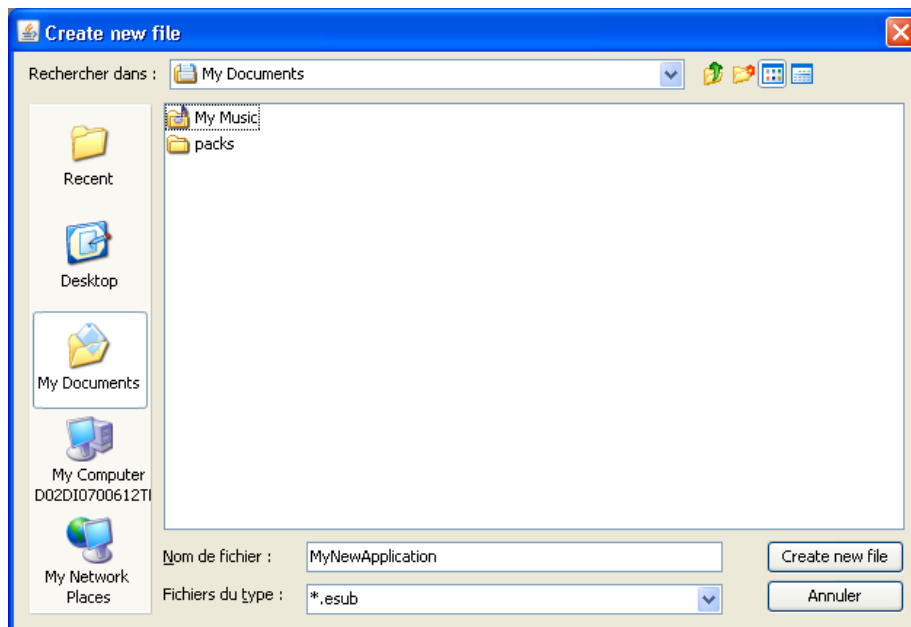 Create new file
Rechercher dans :
My Documents
My Music
packs
Recent
Desktop
My Documents
My Computer
D02DI0700612TI
My Network
Places
Nom de fichier :
MyNewApplication
Create new file
Fichiers du type :
*.esub
Annuler